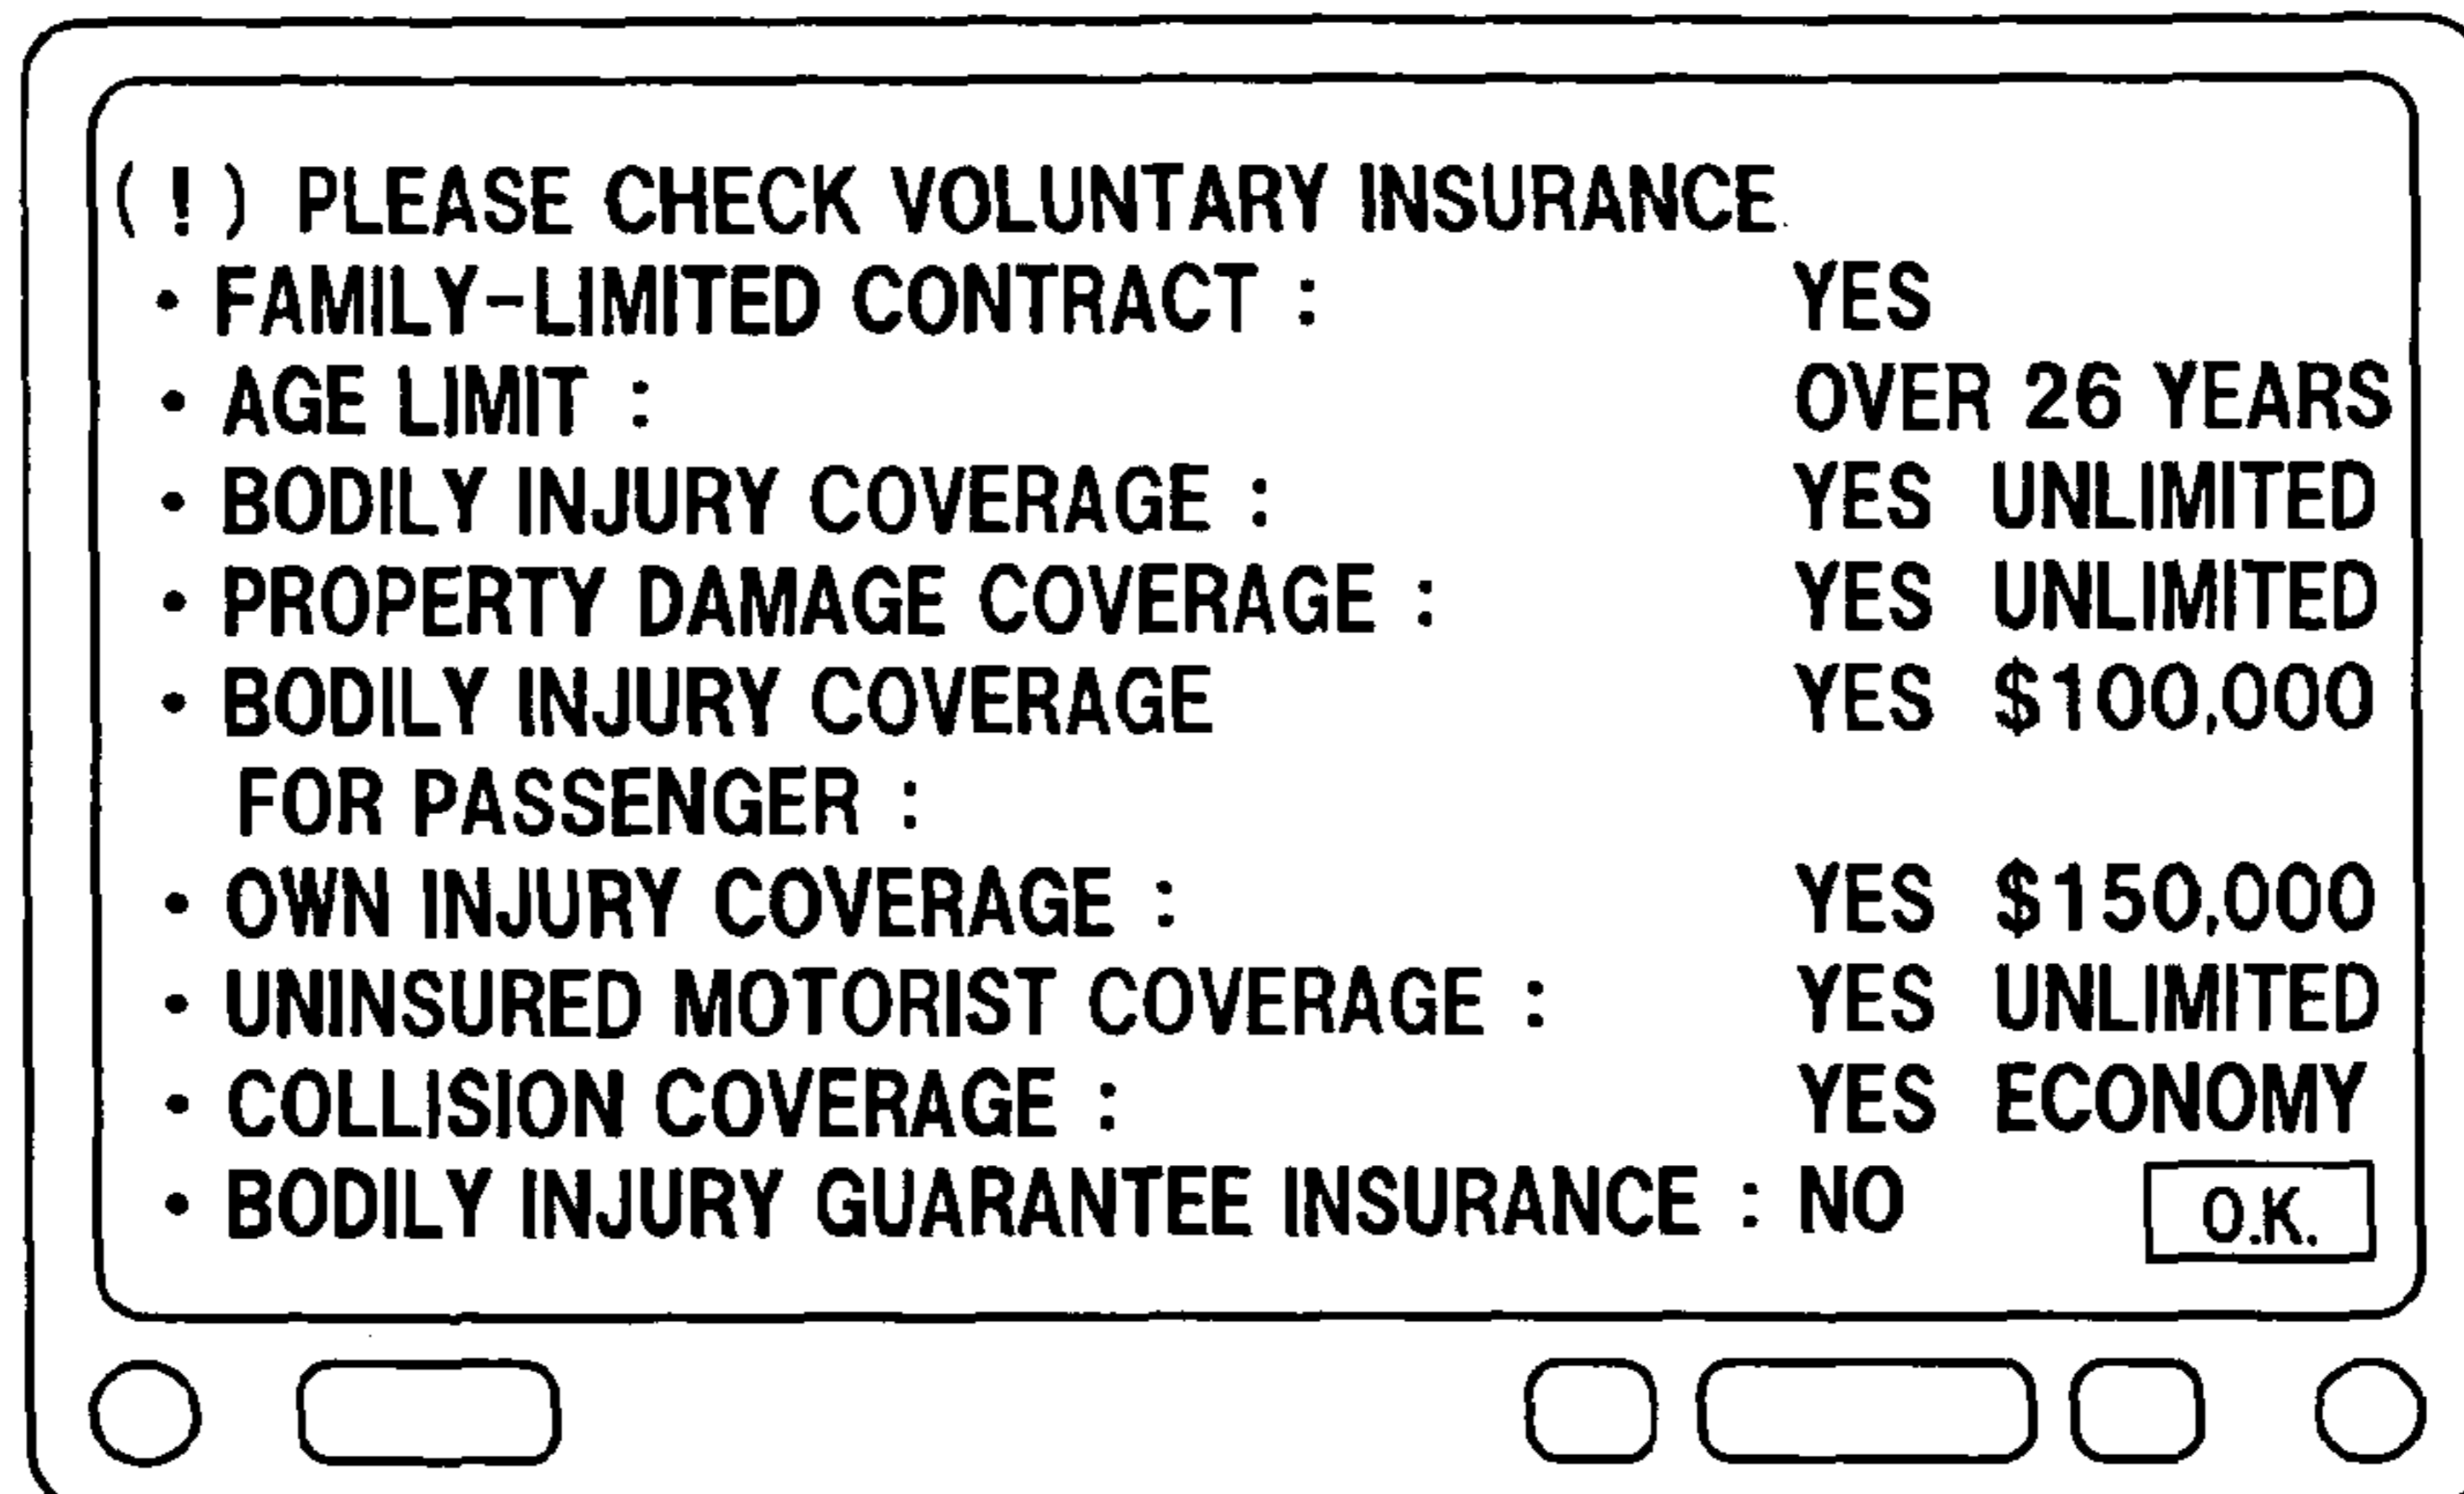 ( ! ) PLEASE CHECK VOLUNTARY INSURANCE
• FAMILY-LIMITED CONTRACT : YES
• AGE LIMIT : OVER 26 YEARS
• BODILY INJURY COVERAGE : YES UNLIMITED
• PROPERTY DAMAGE COVERAGE : YES UNLIMITED
• BODILY INJURY COVERAGE YES $100,000
FOR PASSENGER :
• OWN INJURY COVERAGE : YES $150,000
• UNINSURED MOTORIST COVERAGE : YES UNLIMITED
• COLLISION COVERAGE : YES ECONOMY
• BODILY INJURY GUARANTEE INSURANCE : NO
O.K.